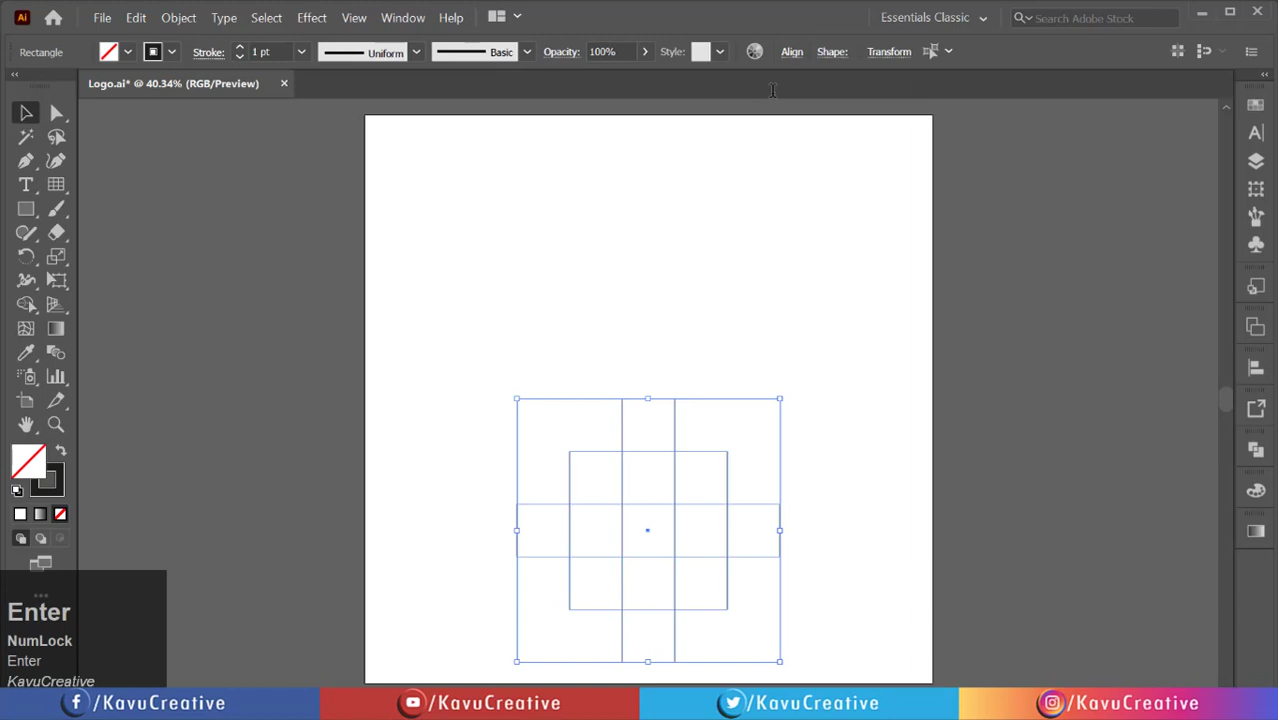 Ai File Edit Object Type Select Effect View Window Help Essentials Classic Search Adobe Stock
Rectangle Stroke: 1 pt Uniform Basic Opacity: 100% Style: Align Shape: Transform
Logo.ai* @ 40.34% (RGB/Preview)
Enter
NumLock
Enter
KavuCreative
/KavuCreative /KavuCreative /KavuCreative /KavuCreative